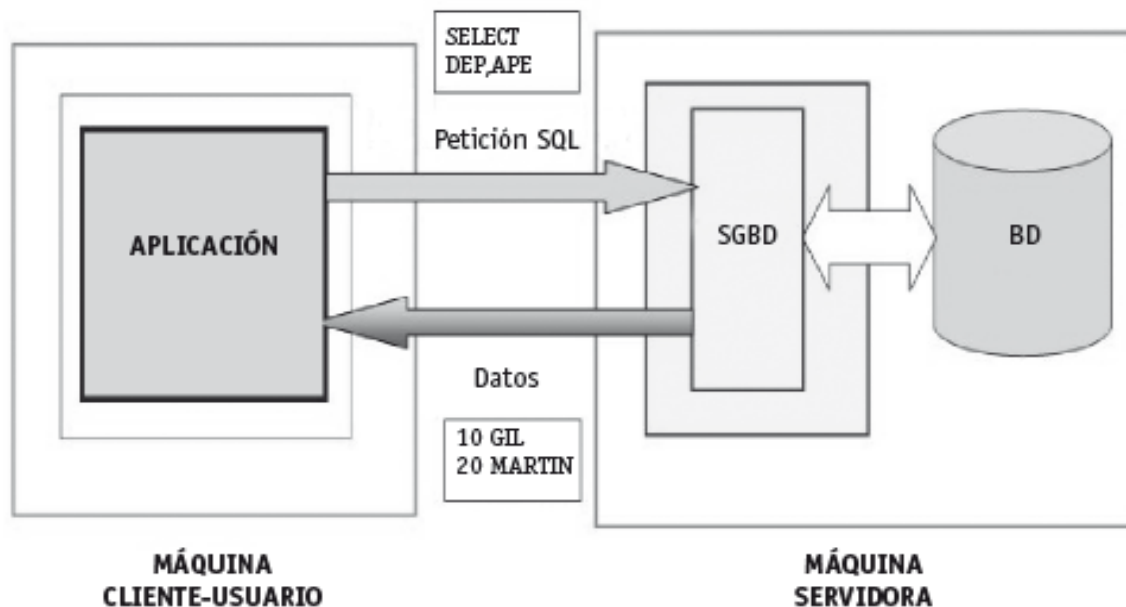 SELECT
DEP,APE
Petición SQL
APLICACIÓN
SGBD
BD
Datos
10 GIL
20 MARTIN
MÁQUINA
CLIENTE-USUARIO
MÁQUINA
SERVIDORA